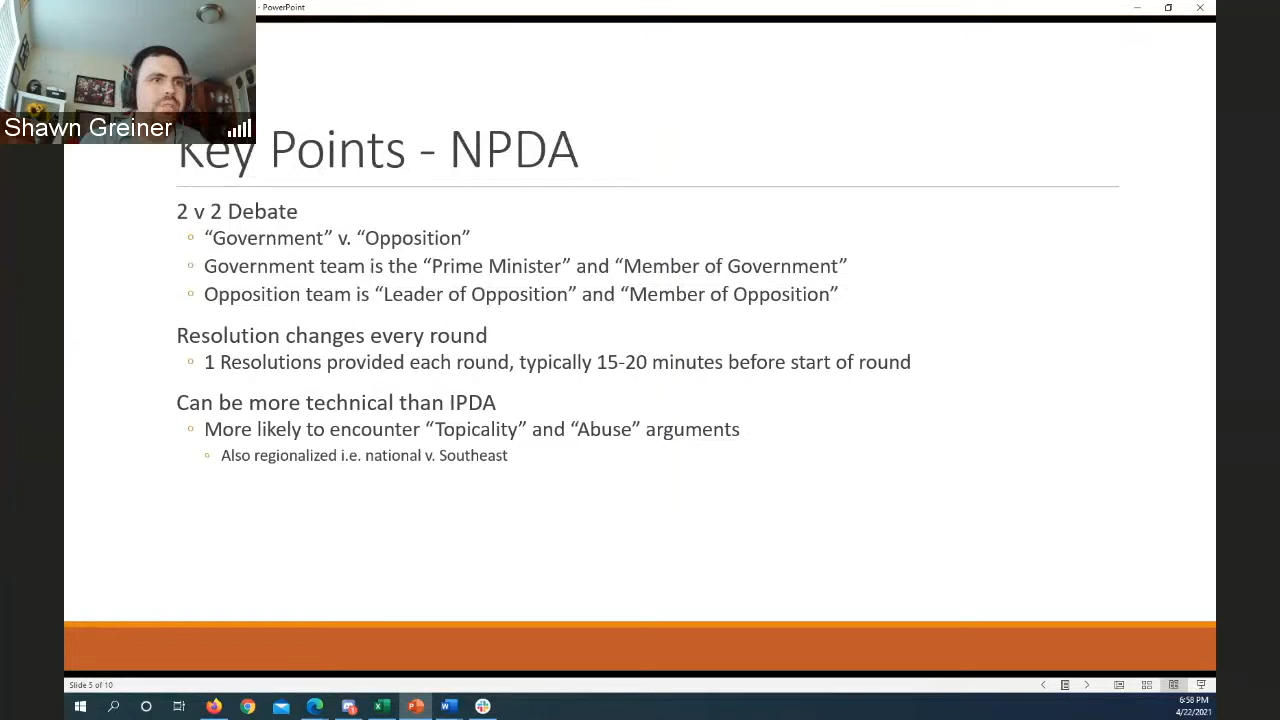 - PowerPoint
Shawn Greiner
Key Points - NPDA
2 v 2 Debate
“Government” v. “Opposition”
Government team is the “Prime Minister” and “Member of Government”
Opposition team is “Leader of Opposition” and “Member of Opposition”
Resolution changes every round
1 Resolutions provided each round, typically 15-20 minutes before start of round
Can be more technical than IPDA
More likely to encounter “Topicality” and “Abuse” arguments
Also regionalized i.e. national v. Southeast
Slide 5 of 10
6:58 PM
4/22/2021